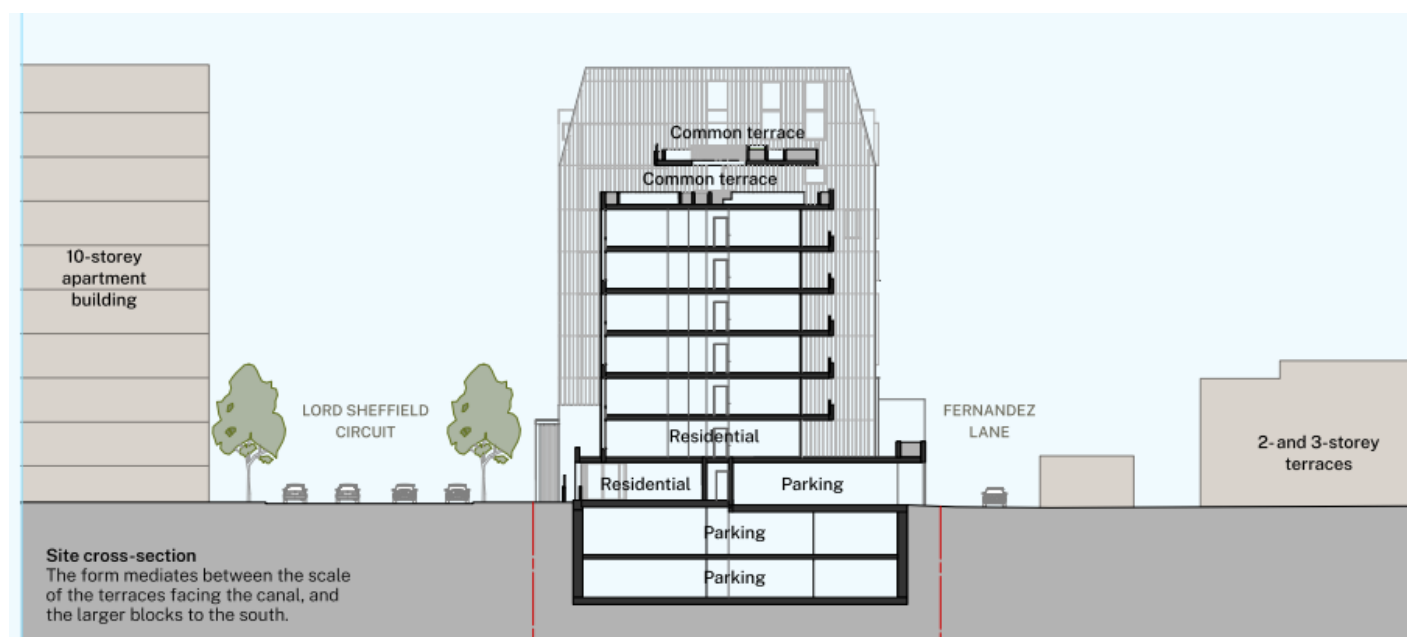 Common terrace
Common terrace
10-storey
apartment
building
LORD SHEFFIELD
CIRCUIT
FERNANDEZ
LANE
Residential
2- and 3-storey
terraces
Residential
Parking
Parking
Parking
Site cross-section
The form mediates between the scale
of the terraces facing the canal, and
the larger blocks to the south.